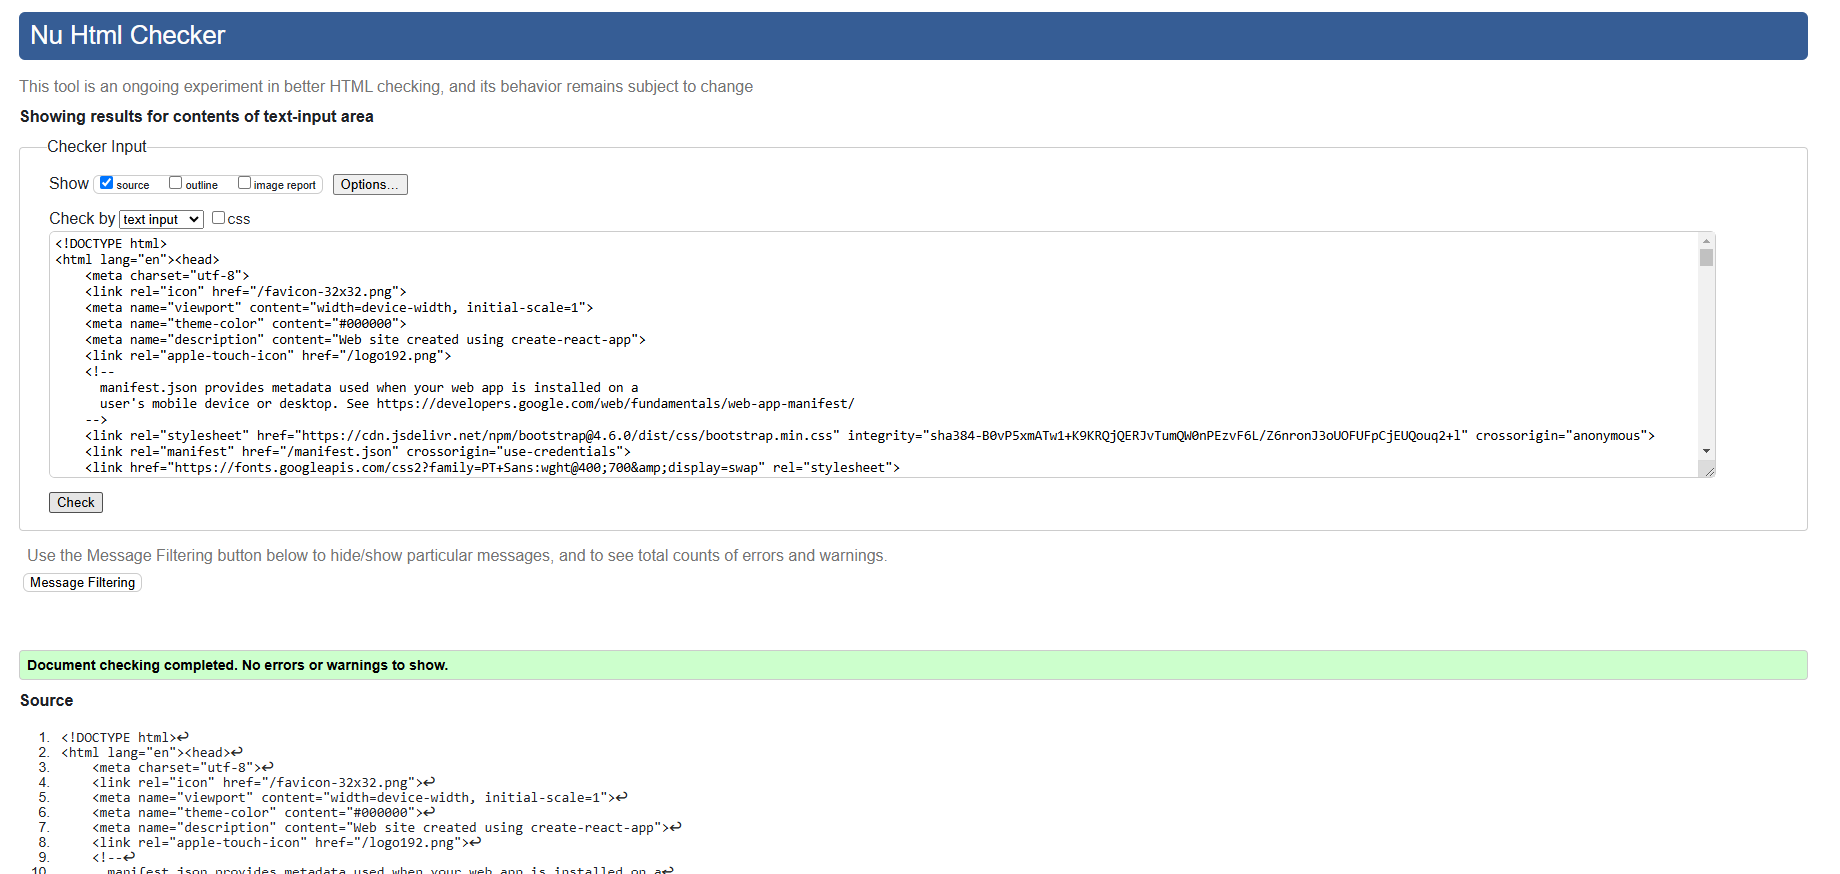 Nu Html Checker
This tool is an ongoing experiment in better HTML checking, and its behavior remains subject to change
Showing results for contents of text-input area
Checker Input
Show source outline image report Options...
Check by text input css
<!DOCTYPE html>
<html lang="en"><head>
    <meta charset="utf-8">
    <link rel="icon" href="/favicon-32x32.png">
    <meta name="viewport" content="width=device-width, initial-scale=1">
    <meta name="theme-color" content="#000000">
    <meta name="description" content="Web site created using create-react-app">
    <link rel="apple-touch-icon" href="/logo192.png">
    <!--
      manifest.json provides metadata used when your web app is installed on a
      user's mobile device or desktop. See https://developers.google.com/web/fundamentals/web-app-manifest/
    -->
    <link rel="stylesheet" href="https://cdn.jsdelivr.net/npm/bootstrap@4.6.0/dist/css/bootstrap.min.css" integrity="sha384-B0vP5xmATw1+K9KRQjQERJvTumQW0nPEzvF6L/Z6nronJ3oUOFUFpCjEUQouq2+l" crossorigin="anonymous">
    <link rel="manifest" href="/manifest.json" crossorigin="use-credentials">
    <link href="https://fonts.googleapis.com/css2?family=PT+Sans:wght@400;700&amp;display=swap" rel="stylesheet">
Check
Use the Message Filtering button below to hide/show particular messages, and to see total counts of errors and warnings.
Message Filtering
Document checking completed. No errors or warnings to show.
Source
1. <!DOCTYPE html>↩
2. <html lang="en"><head>↩
3.     <meta charset="utf-8">↩
4.     <link rel="icon" href="/favicon-32x32.png">↩
5.     <meta name="viewport" content="width=device-width, initial-scale=1">↩
6.     <meta name="theme-color" content="#000000">↩
7.     <meta name="description" content="Web site created using create-react-app">↩
8.     <link rel="apple-touch-icon" href="/logo192.png">↩
9.     <!--↩
10.       manifest.json provides metadata used when your web app is installed on a↩